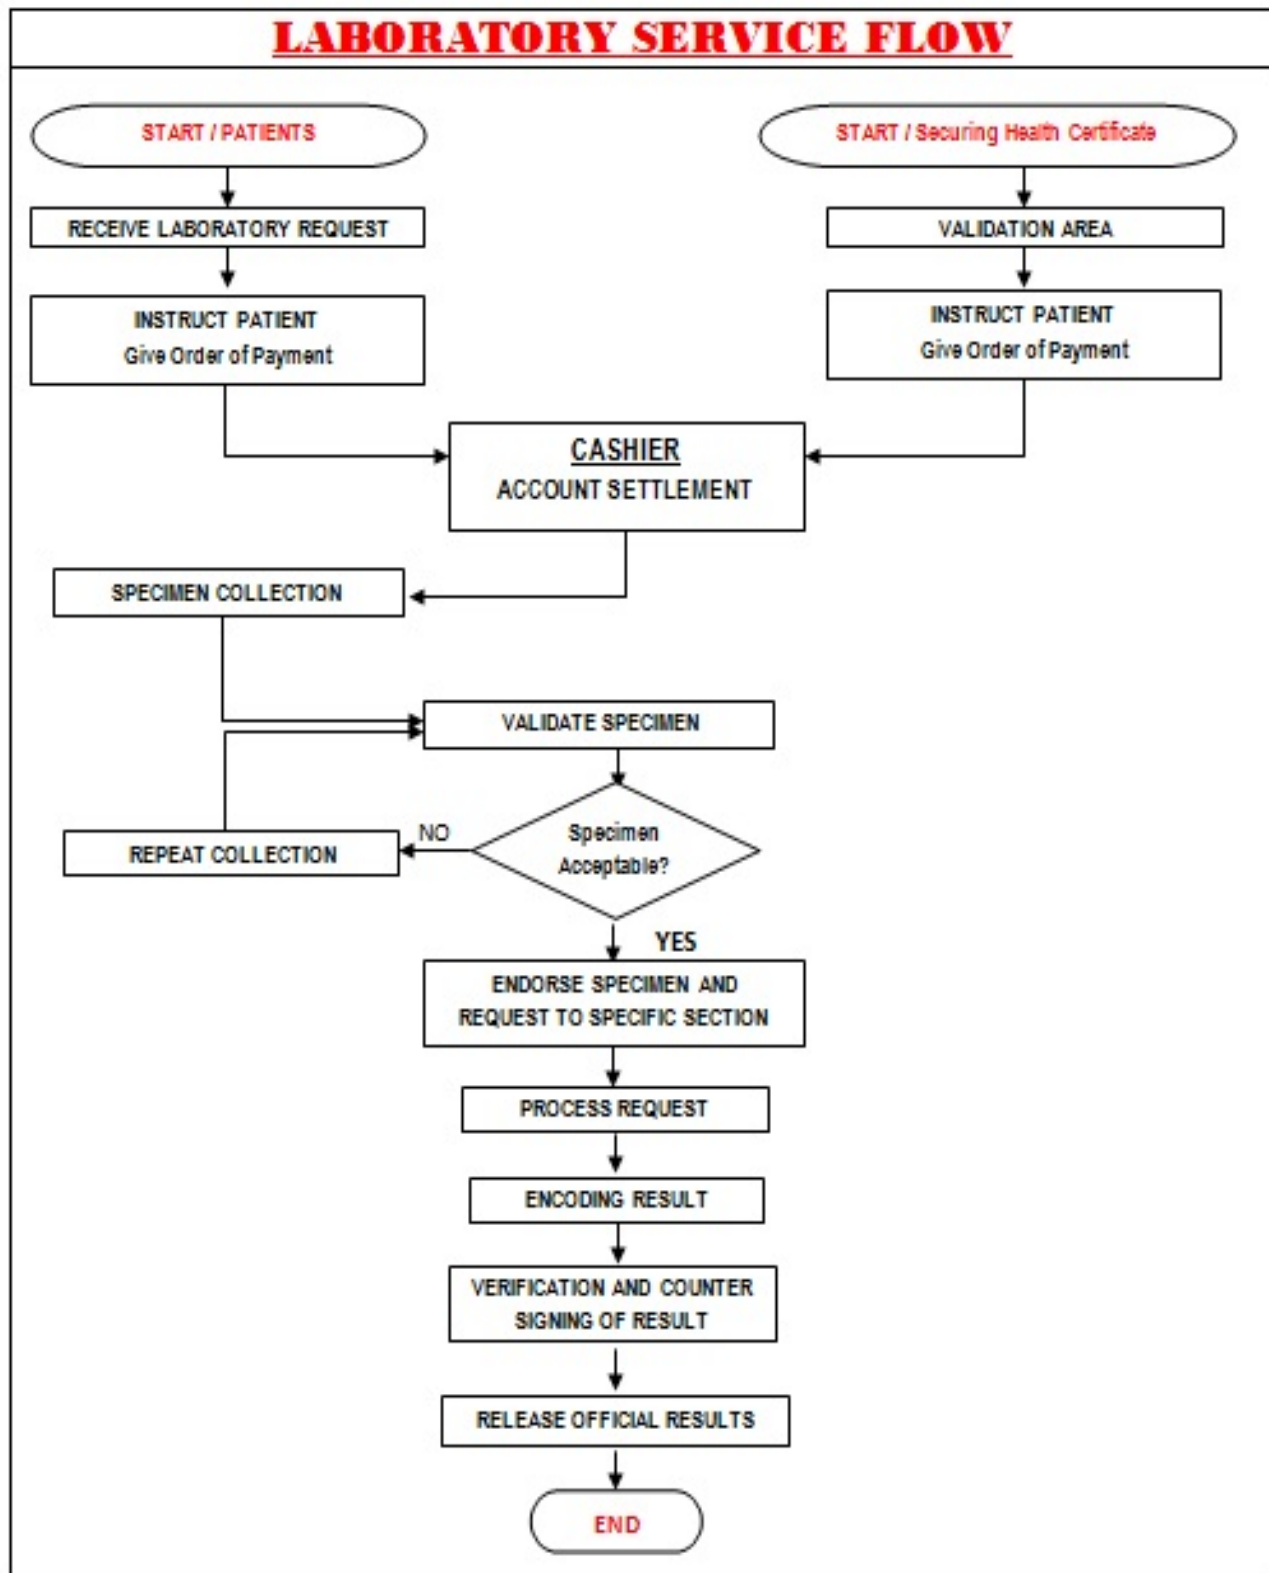 LABORATORY SERVICE FLOW
START / PATIENTS
START / Securing Health Certificate
RECEIVE LABORATORY REQUEST
VALIDATION AREA
INSTRUCT PATIENT
Give Order of Payment
INSTRUCT PATIENT
Give Order of Payment
CASHIER
ACCOUNT SETTLEMENT
SPECIMEN COLLECTION
VALIDATE SPECIMEN
Specimen
Acceptable?
NO
REPEAT COLLECTION
YES
ENDORSE SPECIMEN AND
REQUEST TO SPECIFIC SECTION
PROCESS REQUEST
ENCODING RESULT
VERIFICATION AND COUNTER
SIGNING OF RESULT
RELEASE OFFICIAL RESULTS
END